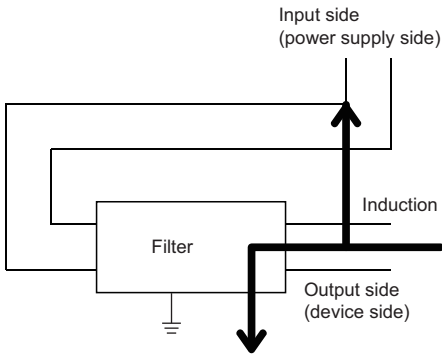 Input side
(power supply side)
Induction
Filter
Output side
(device side)